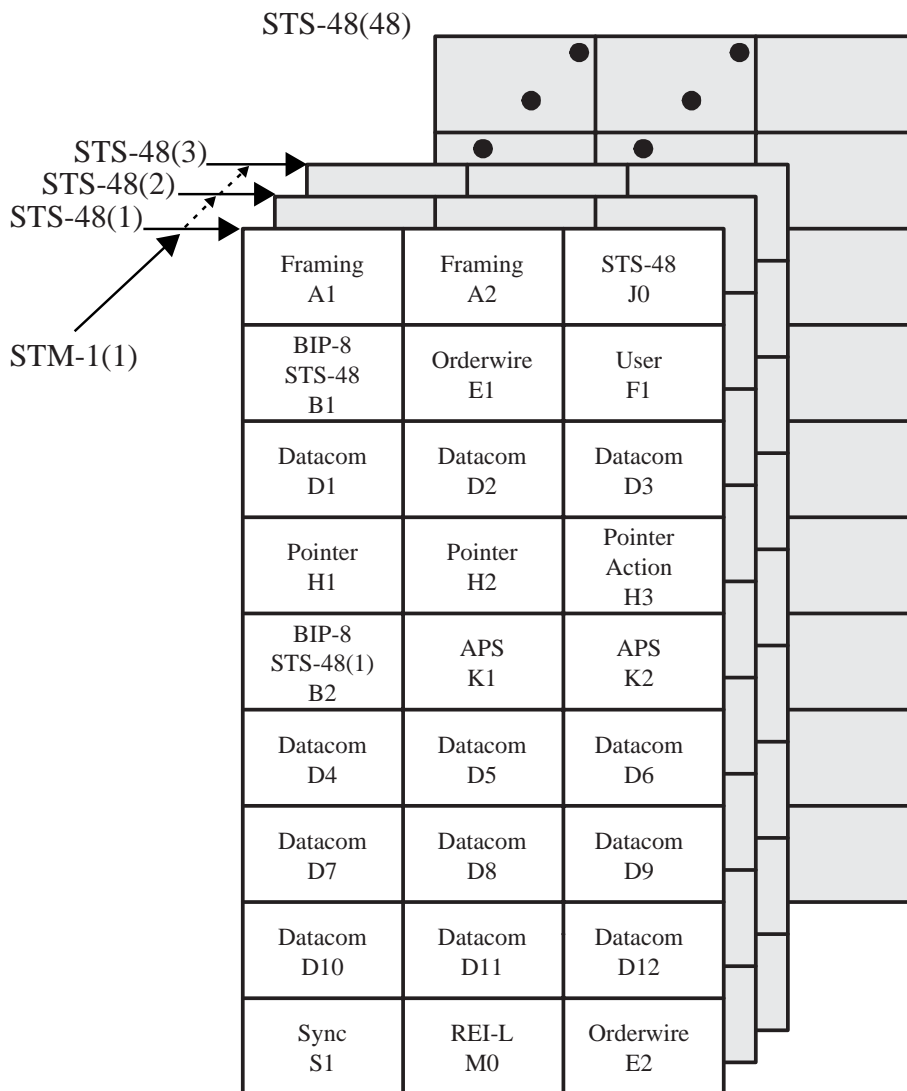 STS-48(48)
STS-48(3)
STS-48(2)
STS-48(1)
STM-1(1)
Framing
A1
Framing
A2
STS-48
J0
BIP-8
STS-48
B1
Orderwire
E1
User
F1
Datacom
D1
Datacom
D2
Datacom
D3
Pointer
H1
Pointer
H2
Pointer
Action
H3
BIP-8
STS-48(1)
B2
APS
K1
APS
K2
Datacom
D4
Datacom
D5
Datacom
D6
Datacom
D7
Datacom
D8
Datacom
D9
Datacom
D10
Datacom
D11
Datacom
D12
Sync
S1
REI-L
M0
Orderwire
E2